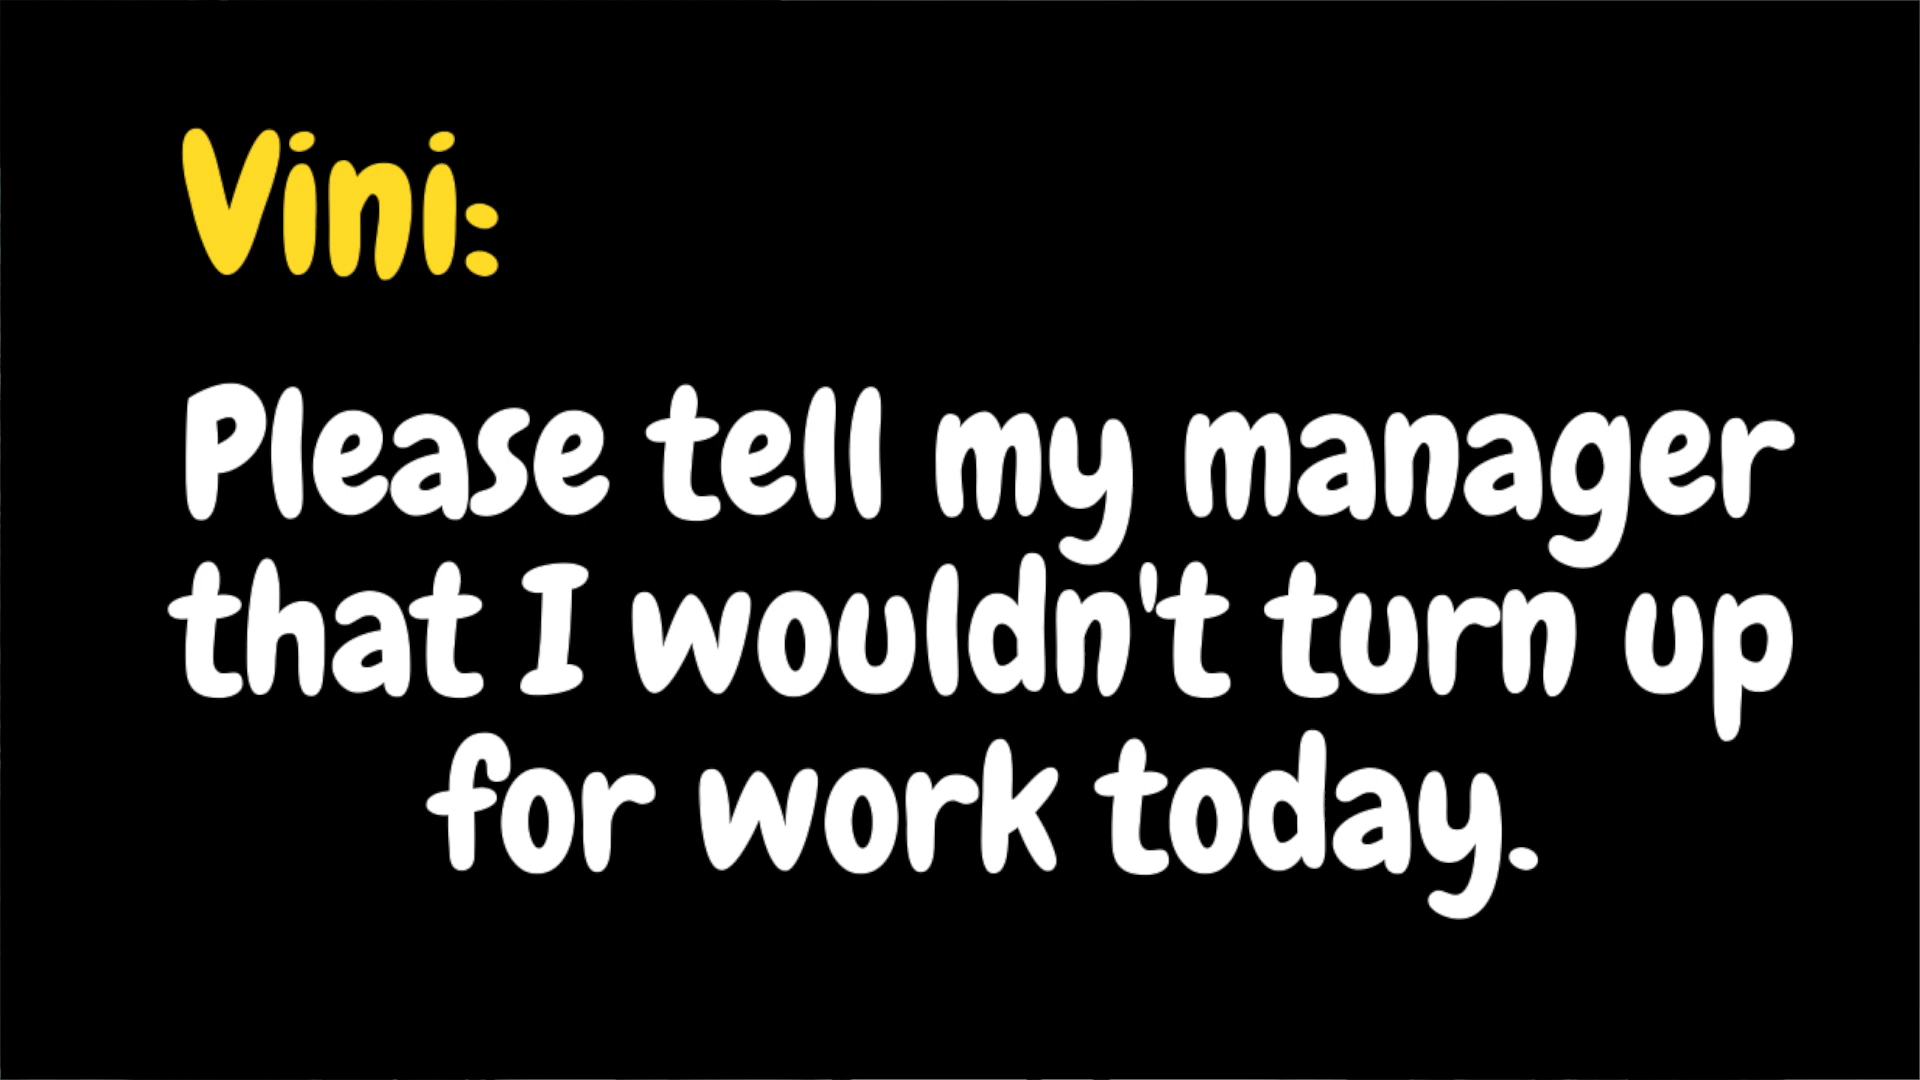 Vini:
Please tell my manager
that I wouldn't turn up
for work today.